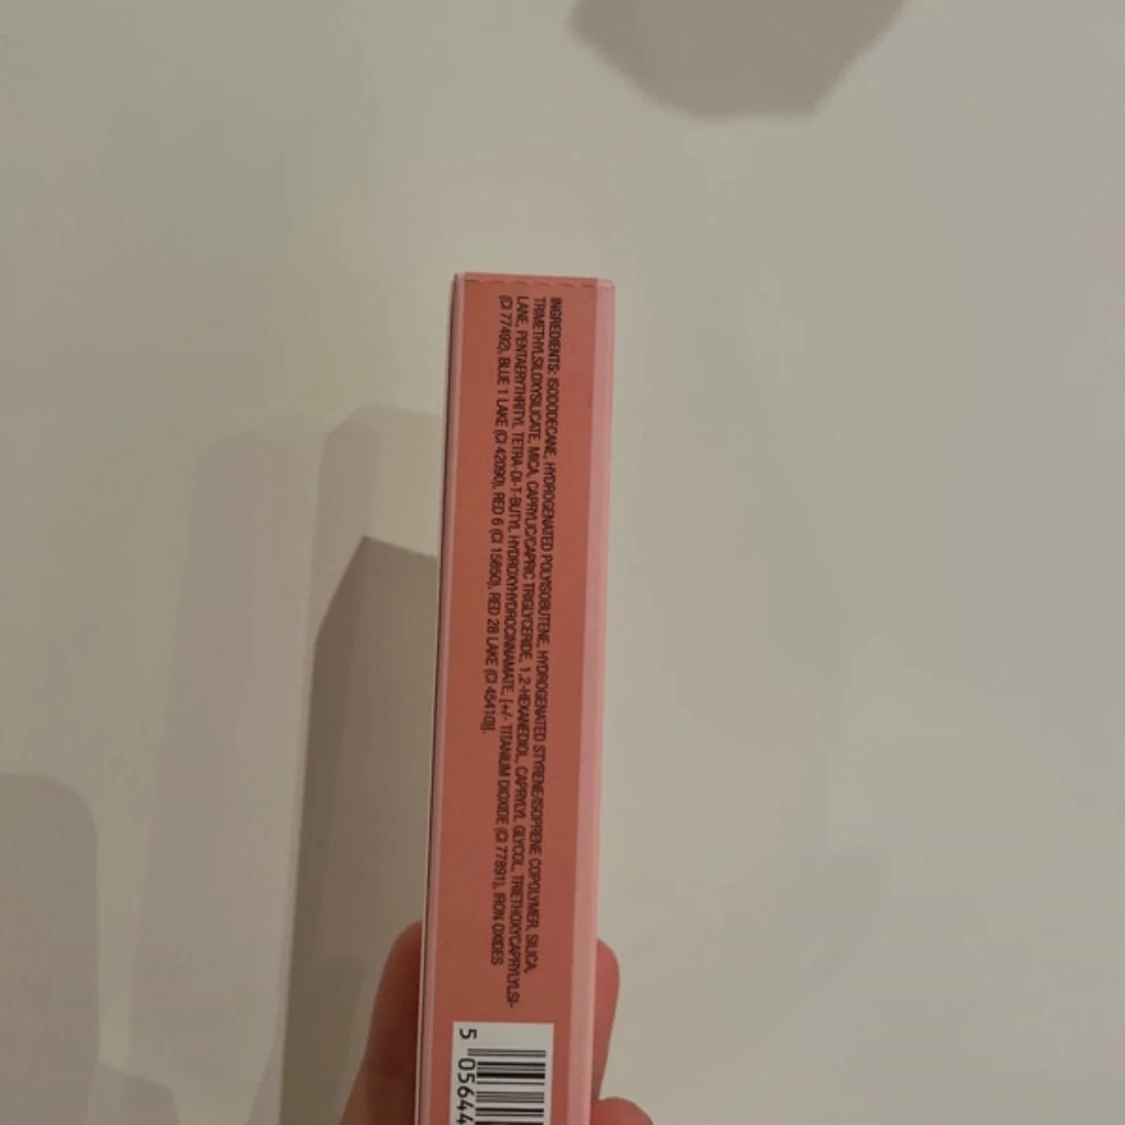 INGREDIENTS: ISODODECANE, HYDROGENATED POLYISOBUTENE, HYDROGENATED STYRENE/ISOPRENE COPOLYMER, SILICA,
TRIMETHYLSILOXYSILICATE, MICA, CAPRYLIC/CAPRIC TRIGLYCERIDE, 1,2-HEXANEDIOL, CAPRYLYL GLYCOL, TRIETHOXYCAPRYLYLSI-
LANE, PENTAERYTHRITYL TETRA-DI-T-BUTYL HYDROXYHYDROCINNAMATE, [+/- TITANIUM DIOXIDE (CI 77891), IRON OXIDES
(CI 77492), BLUE 1 LAKE (CI 42090), RED 6 (CI 15850), RED 28 LAKE (CI 45410)].
5 05644